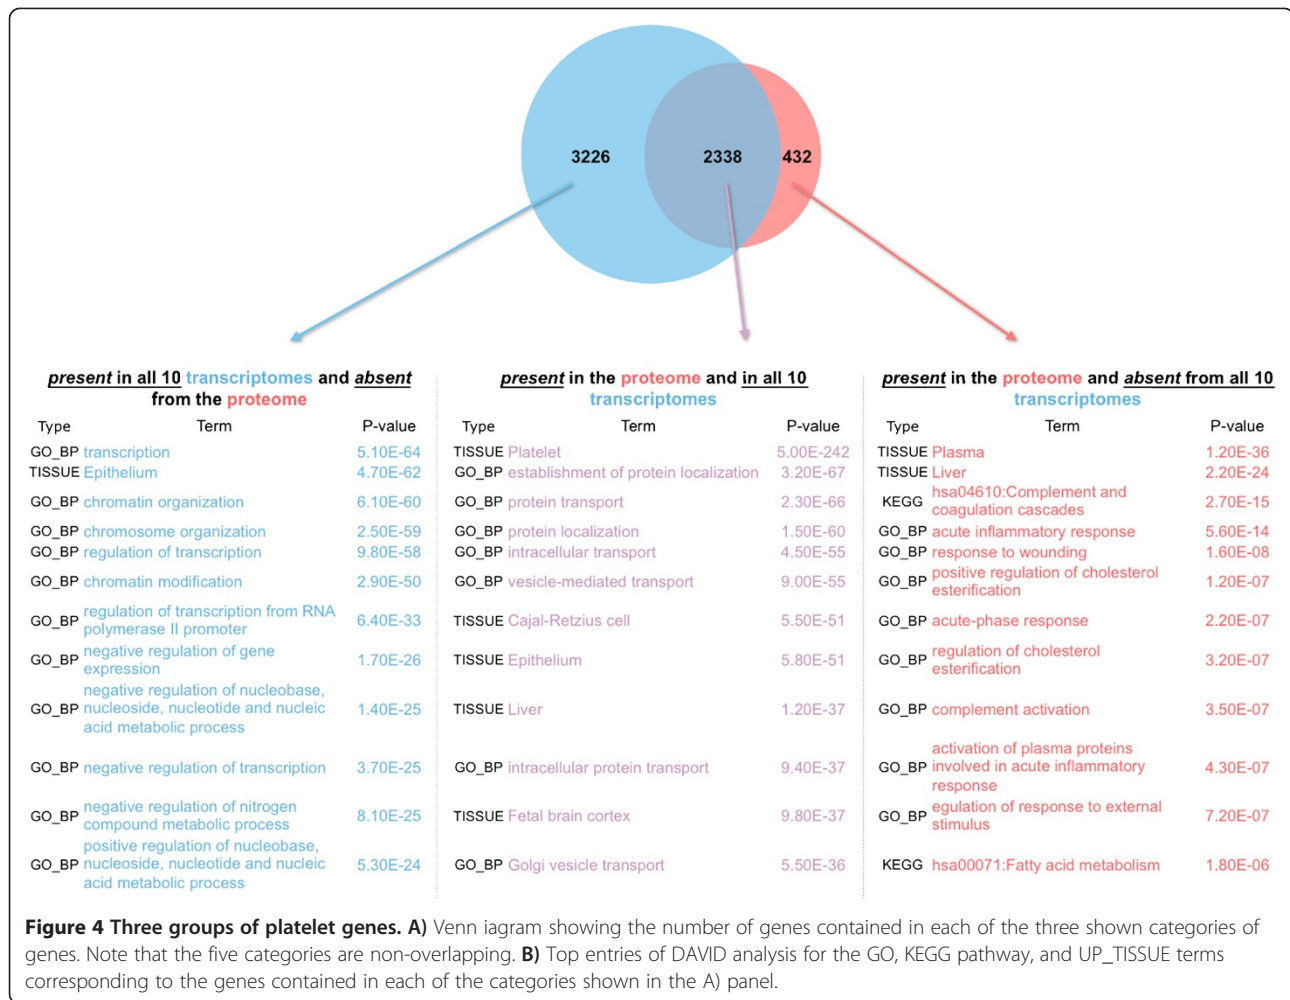 3226
2338
432
present in all 10 transcriptomes and absent
from the proteome
Type Term P-value
GO_BP transcription 5.10E-64
TISSUE Epithelium 4.70E-62
GO_BP chromatin organization 6.10E-60
GO_BP chromosome organization 2.50E-59
GO_BP regulation of transcription 9.80E-58
GO_BP chromatin modification 2.90E-50
regulation of transcription from RNA
GO_BP polymerase II promoter 6.40E-33
negative regulation of gene
GO_BP expression 1.70E-26
negative regulation of nucleobase,
GO_BP nucleoside, nucleotide and nucleic 1.40E-25
acid metabolic process
GO_BP negative regulation of transcription 3.70E-25
negative regulation of nitrogen
GO_BP compound metabolic process 8.10E-25
positive regulation of nucleobase,
GO_BP nucleoside, nucleotide and nucleic 5.30E-24
acid metabolic process
present in the proteome and in all 10
transcriptomes
Type Term P-value
TISSUE Platelet 5.00E-242
GO_BP establishment of protein localization 3.20E-67
GO_BP protein transport 2.30E-66
GO_BP protein localization 1.50E-60
GO_BP intracellular transport 4.50E-55
GO_BP vesicle-mediated transport 9.00E-55
TISSUE Cajal-Retzius cell 5.50E-51
TISSUE Epithelium 5.80E-51
TISSUE Liver 1.20E-37
GO_BP intracellular protein transport 9.40E-37
TISSUE Fetal brain cortex 9.80E-37
GO_BP Golgi vesicle transport 5.50E-36
present in the proteome and absent from all 10
transcriptomes
Type Term P-value
TISSUE Plasma 1.20E-36
TISSUE Liver 2.20E-24
hsa04610:Complement and
KEGG coagulation cascades 2.70E-15
GO_BP acute inflammatory response 5.60E-14
GO_BP response to wounding 1.60E-08
positive regulation of cholesterol
GO_BP esterification 1.20E-07
GO_BP acute-phase response 2.20E-07
regulation of cholesterol
GO_BP esterification 3.20E-07
GO_BP complement activation 3.50E-07
activation of plasma proteins
GO_BP involved in acute inflammatory 4.30E-07
response
GO_BP egulation of response to external 7.20E-07
stimulus
KEGG hsa00071:Fatty acid metabolism 1.80E-06
Figure 4 Three groups of platelet genes. A) Venn iagram showing the number of genes contained in each of the three shown categories of
genes. Note that the five categories are non-overlapping. B) Top entries of DAVID analysis for the GO, KEGG pathway, and UP_TISSUE terms
corresponding to the genes contained in each of the categories shown in the A) panel.